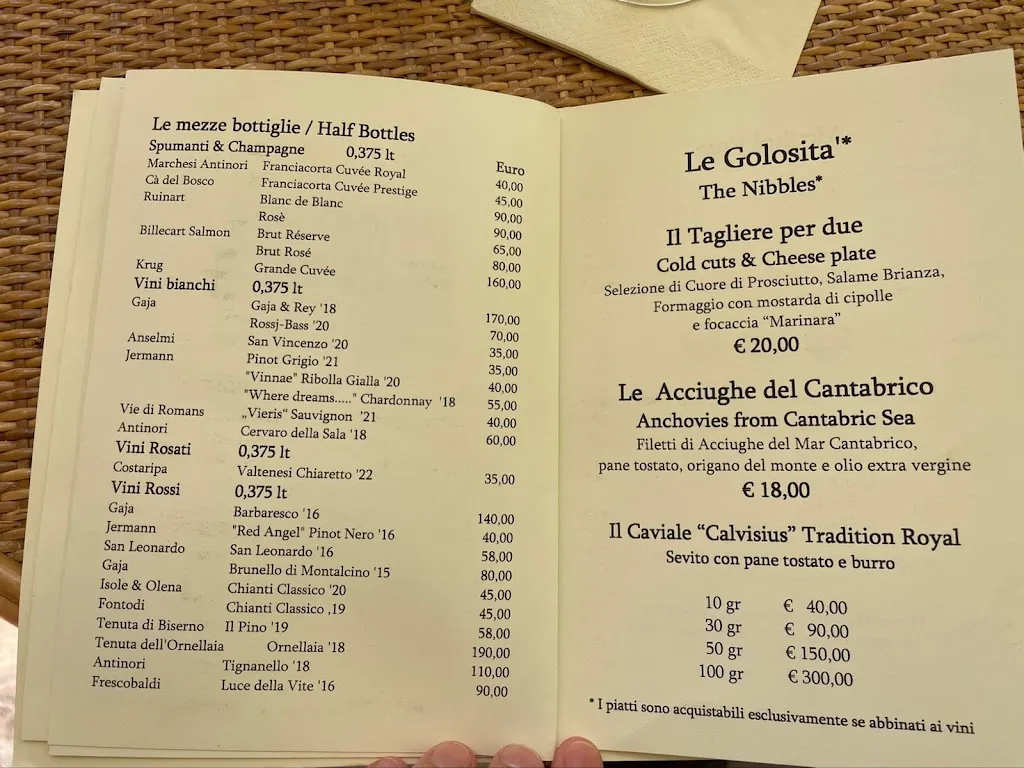 Le mezze bottiglie / Half Bottles
Spumanti & Champagne 0,375 lt Euro
Marchesi Antinori Franciacorta Cuvée Royal 40,00
Cà del Bosco Franciacorta Cuvée Prestige 45,00
Ruinart Blanc de Blanc 90,00
Rosè 90,00
Billecart Salmon Brut Réserve 65,00
Brut Rosé 80,00
Krug Grande Cuvée 160,00
Vini bianchi 0,375 lt
Gaja Gaja & Rey '18 170,00
Rossj-Bass '20 70,00
Anselmi San Vincenzo '20 35,00
Jermann Pinot Grigio '21 35,00
"Vinnae" Ribolla Gialla '20 40,00
"Where dreams....." Chardonnay '18 55,00
Vie di Romans „Vieris“ Sauvignon '21 40,00
Antinori Cervaro della Sala '18 60,00
Vini Rosati 0,375 lt
Costaripa Valtenesi Chiaretto '22 35,00
Vini Rossi 0,375 lt
Gaja Barbaresco '16 140,00
Jermann "Red Angel" Pinot Nero '16 40,00
San Leonardo San Leonardo '16 58,00
Gaja Brunello di Montalcino '15 80,00
Isole & Olena Chianti Classico '20 45,00
Fontodi Chianti Classico ,19 45,00
Tenuta di Biserno Il Pino '19 58,00
Tenuta dell'Ornellaia Ornellaia '18 190,00
Antinori Tignanello '18 110,00
Frescobaldi Luce della Vite '16 90,00
Le Golosita'*
The Nibbles*
Il Tagliere per due
Cold cuts & Cheese plate
Selezione di Cuore di Prosciutto, Salame Brianza,
Formaggio con mostarda di cipolle
e focaccia “Marinara”
€ 20,00
Le Acciughe del Cantabrico
Anchovies from Cantabric Sea
Filetti di Acciughe del Mar Cantabrico,
pane tostato, origano del monte e olio extra vergine
€ 18,00
Il Caviale “Calvisius” Tradition Royal
Sevito con pane tostato e burro
10 gr € 40,00
30 gr € 90,00
50 gr € 150,00
100 gr € 300,00
* I piatti sono acquistabili esclusivamente se abbinati ai vini